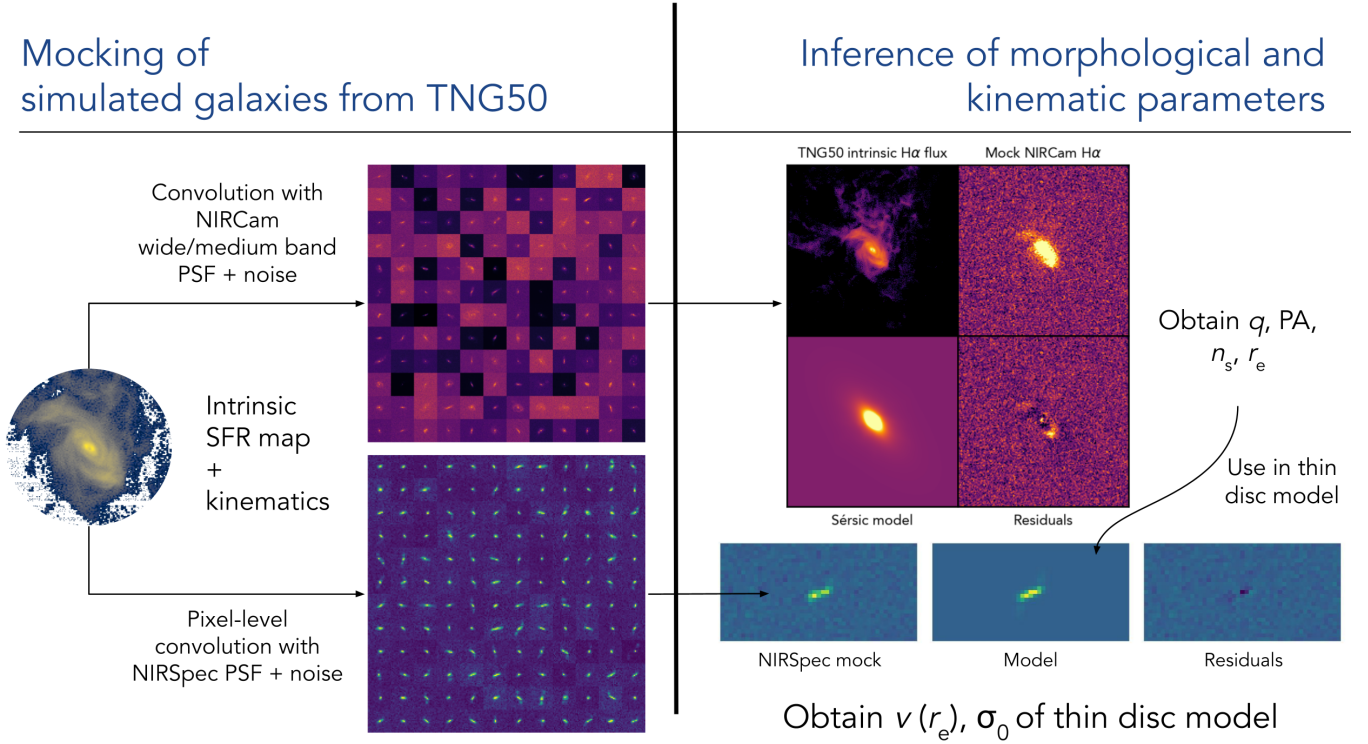 Mocking of
simulated galaxies from TNG50
Inference of morphological and
kinematic parameters
Convolution with
NIRCam
wide/medium band
PSF + noise
Intrinsic
SFR map
+
kinematics
Pixel-level
convolution with
NIRSpec PSF + noise
TNG50 intrinsic Hα flux
Mock NIRCam Hα
Sérsic model
Residuals
Obtain q, PA,
nₛ, rₑ
Use in thin
disc model
NIRSpec mock
Model
Residuals
Obtain v (rₑ), σ₀ of thin disc model